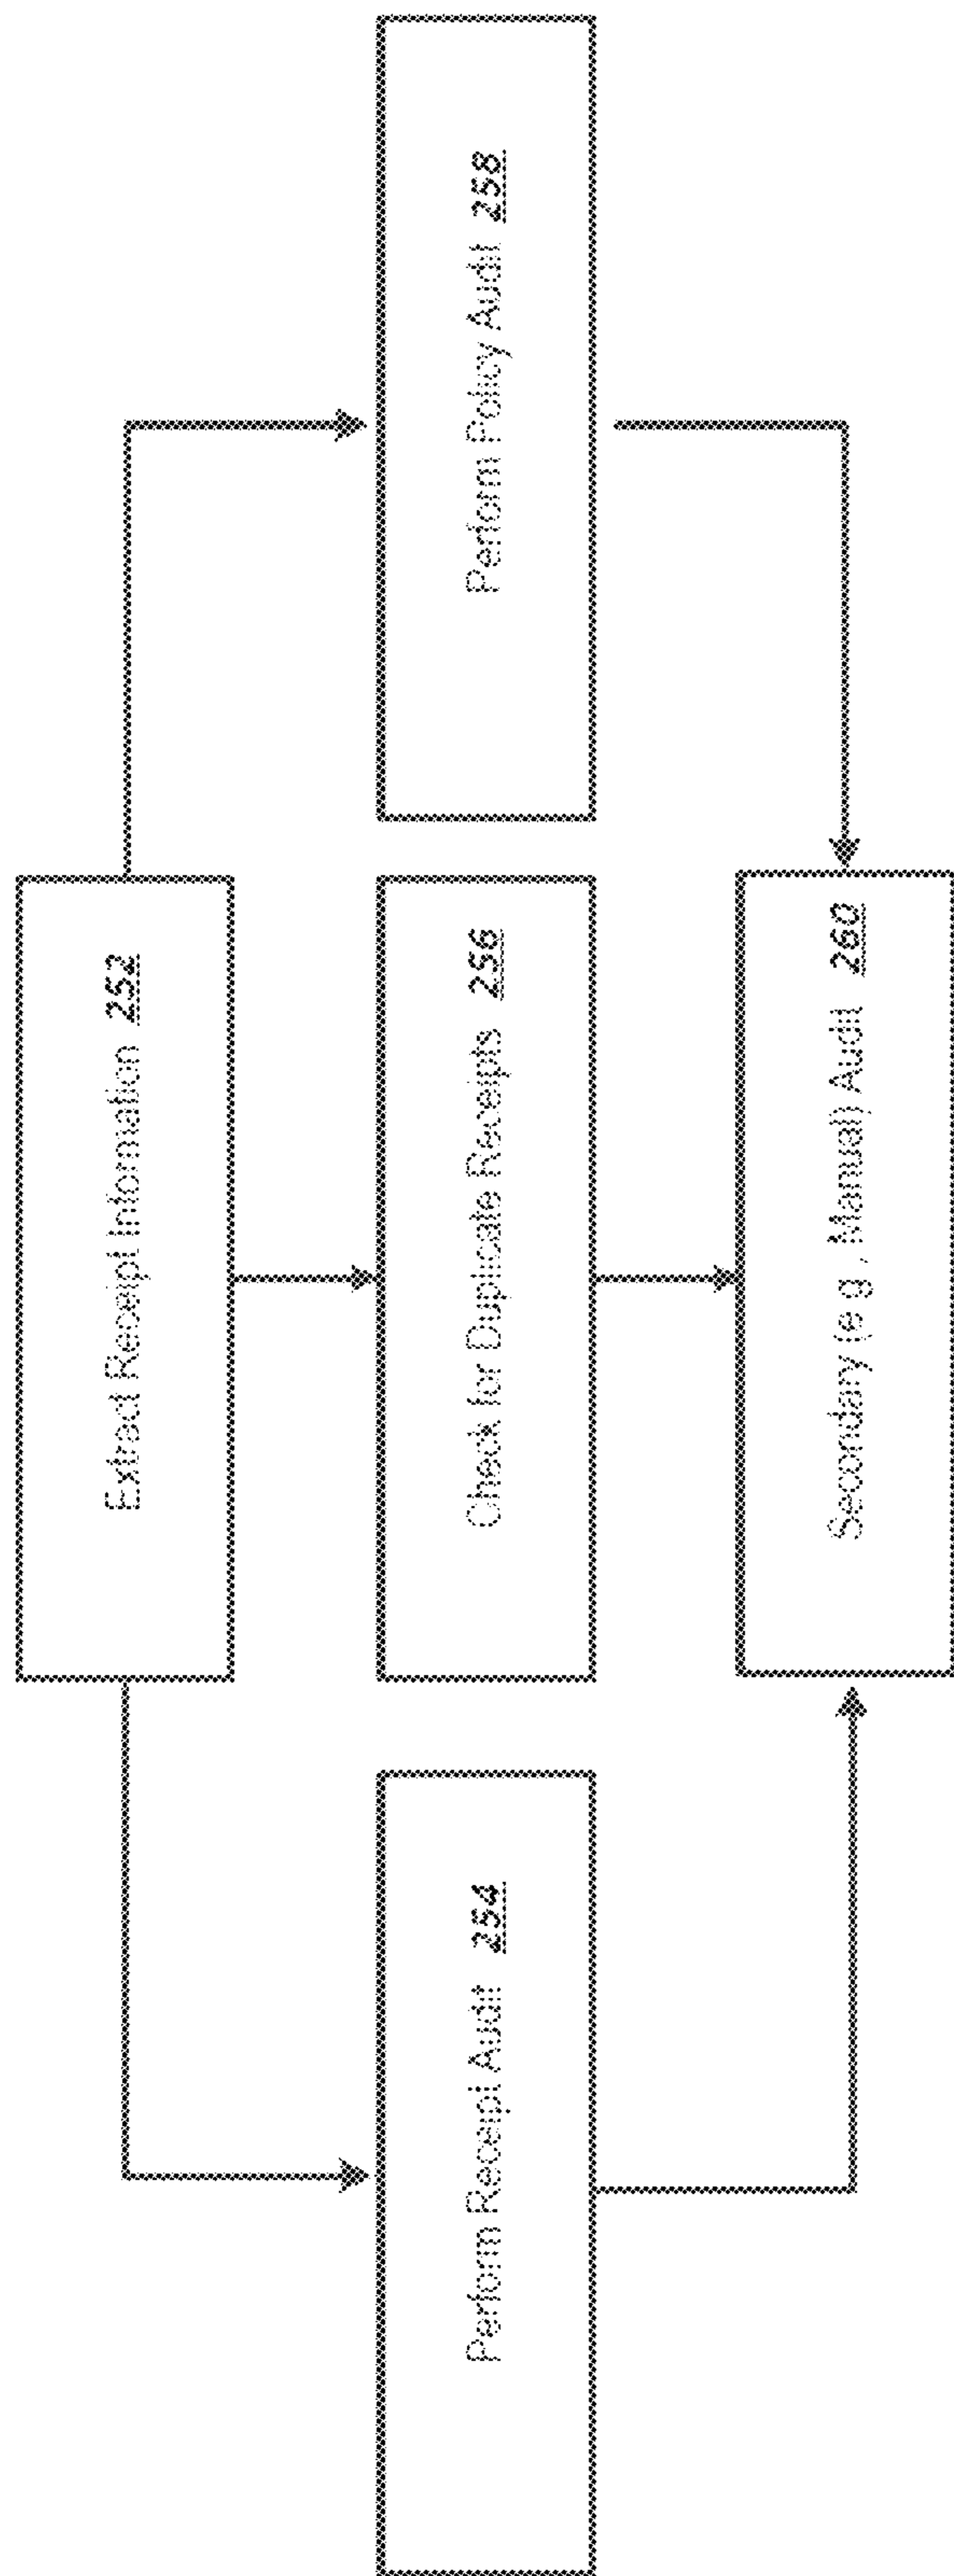 Extract Receipt Information 252
Perform Receipt Audit 254
Check for Duplicate Receipts 256
Perform Policy Audit 258
Secondary (e.g., Manual) Audit 260